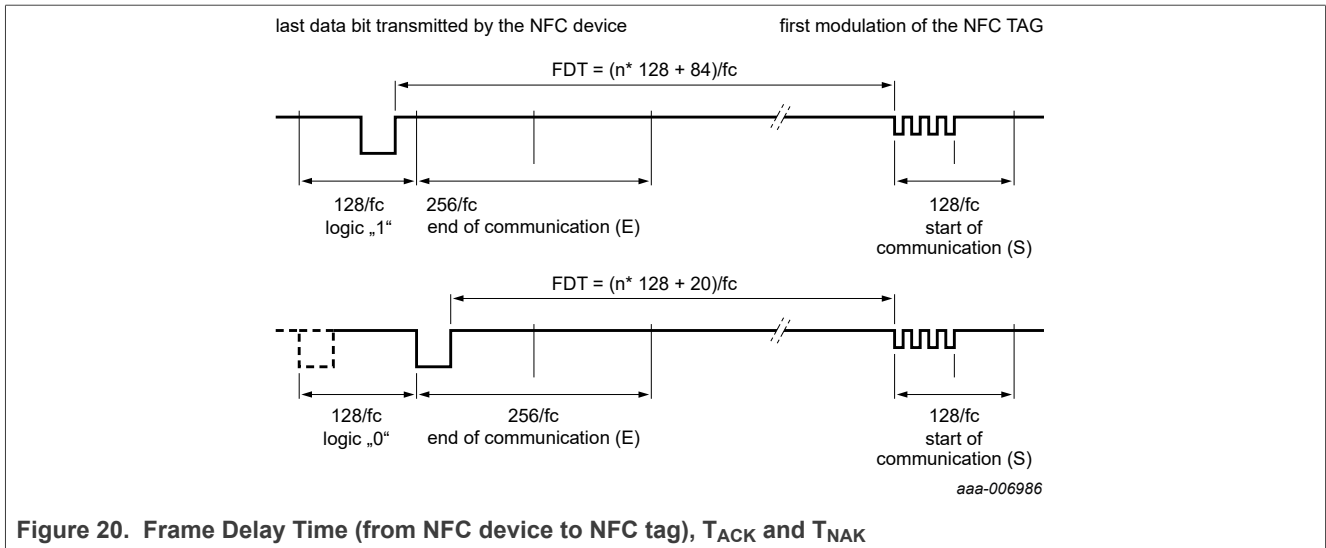 last data bit transmitted by the NFC device
first modulation of the NFC TAG
FDT = (n* 128 + 84)/fc
128/fc
logic „1“
256/fc
end of communication (E)
128/fc
start of
communication (S)
FDT = (n* 128 + 20)/fc
128/fc
logic „0“
256/fc
end of communication (E)
128/fc
start of
communication (S)
aaa-006986
Figure 20. Frame Delay Time (from NFC device to NFC tag), TACK and TNAK